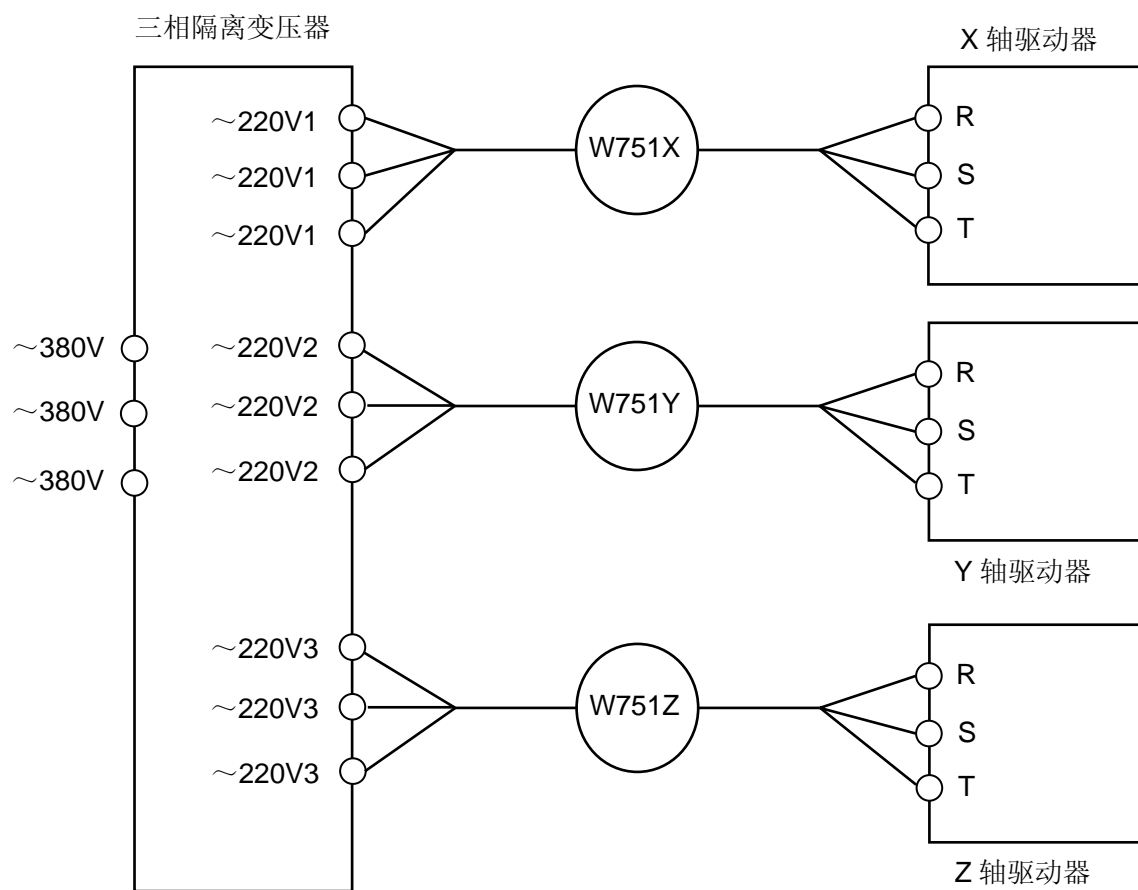 三相隔离变压器
X 轴驱动器
～220V1
～220V1
～220V1
W751X
R
S
T
～380V
～380V
～380V
～220V2
～220V2
～220V2
W751Y
R
S
T
Y 轴驱动器
～220V3
～220V3
～220V3
W751Z
R
S
T
Z 轴驱动器